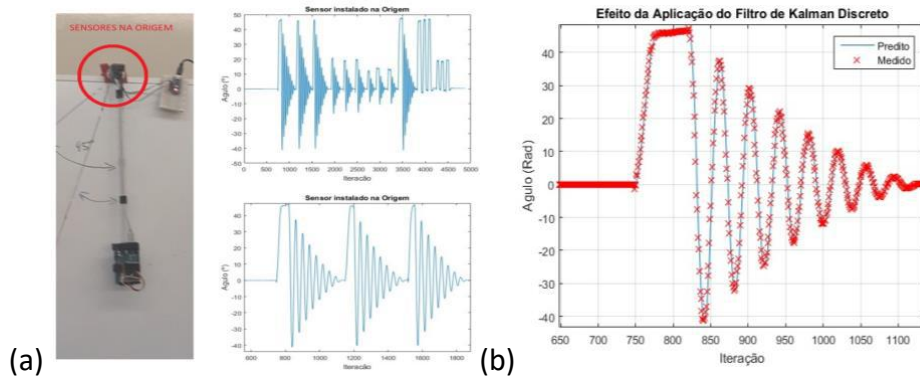 SENSORES NA ORIGEM
45°
(a)
Sensor instalado na Origem
Agulo (º)
50
40
30
20
10
0
-10
-20
-30
-40
50
0 500 1000 1500 2000 2500 3000 3500 4000 4500 5000
Iteração
Sensor instalado na Origem
Agulo (º)
40
30
20
10
0
-10
-20
-30
-40
600 800 1000 1200 1400 1600 1800
Iteração
(b)
Efeito da Aplicação do Filtro de Kalman Discreto
Predito
Medido
Agulo (Rad)
40
30
20
10
0
-10
-20
-30
-40
650 700 750 800 850 900 950 1000 1050 1100
Iteração